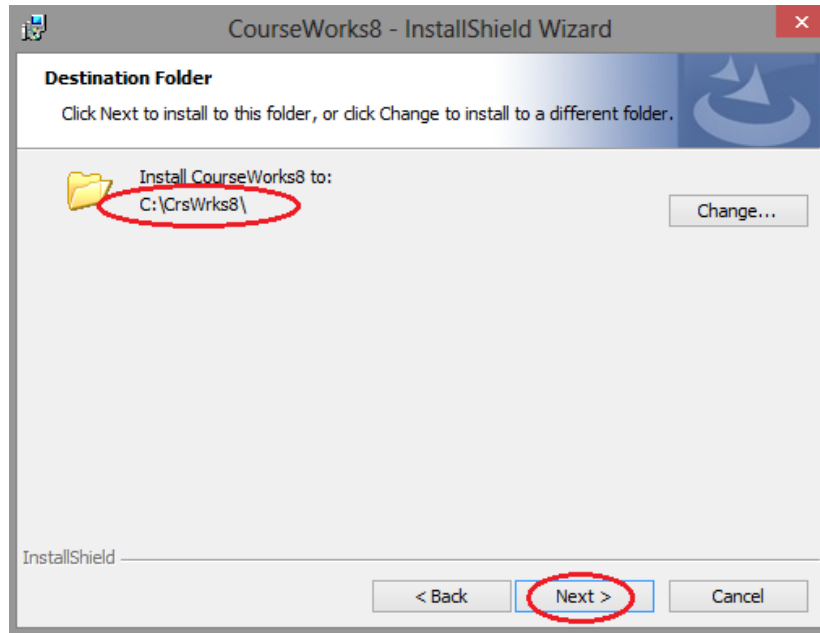 CourseWorks8 - InstallShield Wizard
Destination Folder
Click Next to install to this folder, or click Change to install to a different folder.
Install CourseWorks8 to:
C:\CrsWrks8\
Change...
InstallShield
< Back
Next >
Cancel